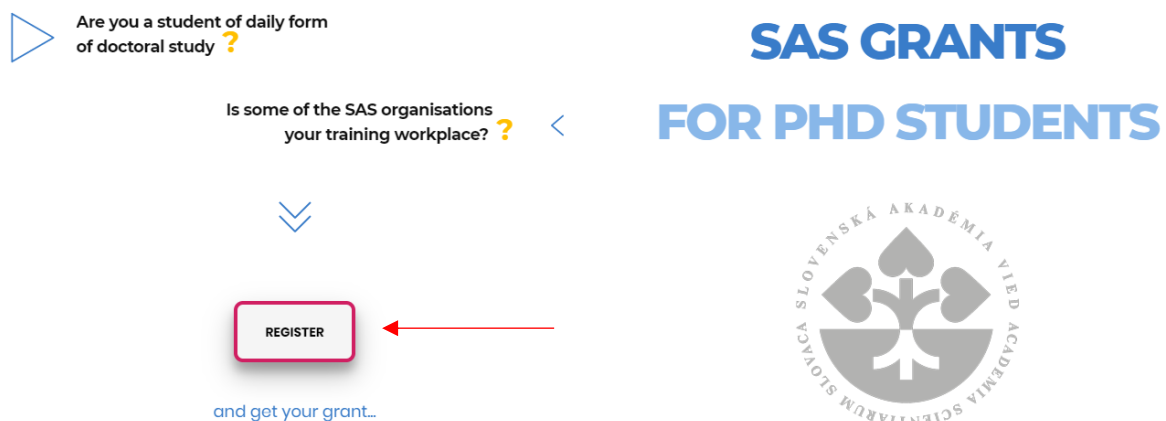 Are you a student of daily form
of doctoral study ?
Is some of the SAS organisations
your training workplace? ?
REGISTER
and get your grant...
SAS GRANTS
FOR PHD STUDENTS
SLOVENSKÁ AKADÉMIA VIED ACADEMIA SCIENTIARUM SLOVACA